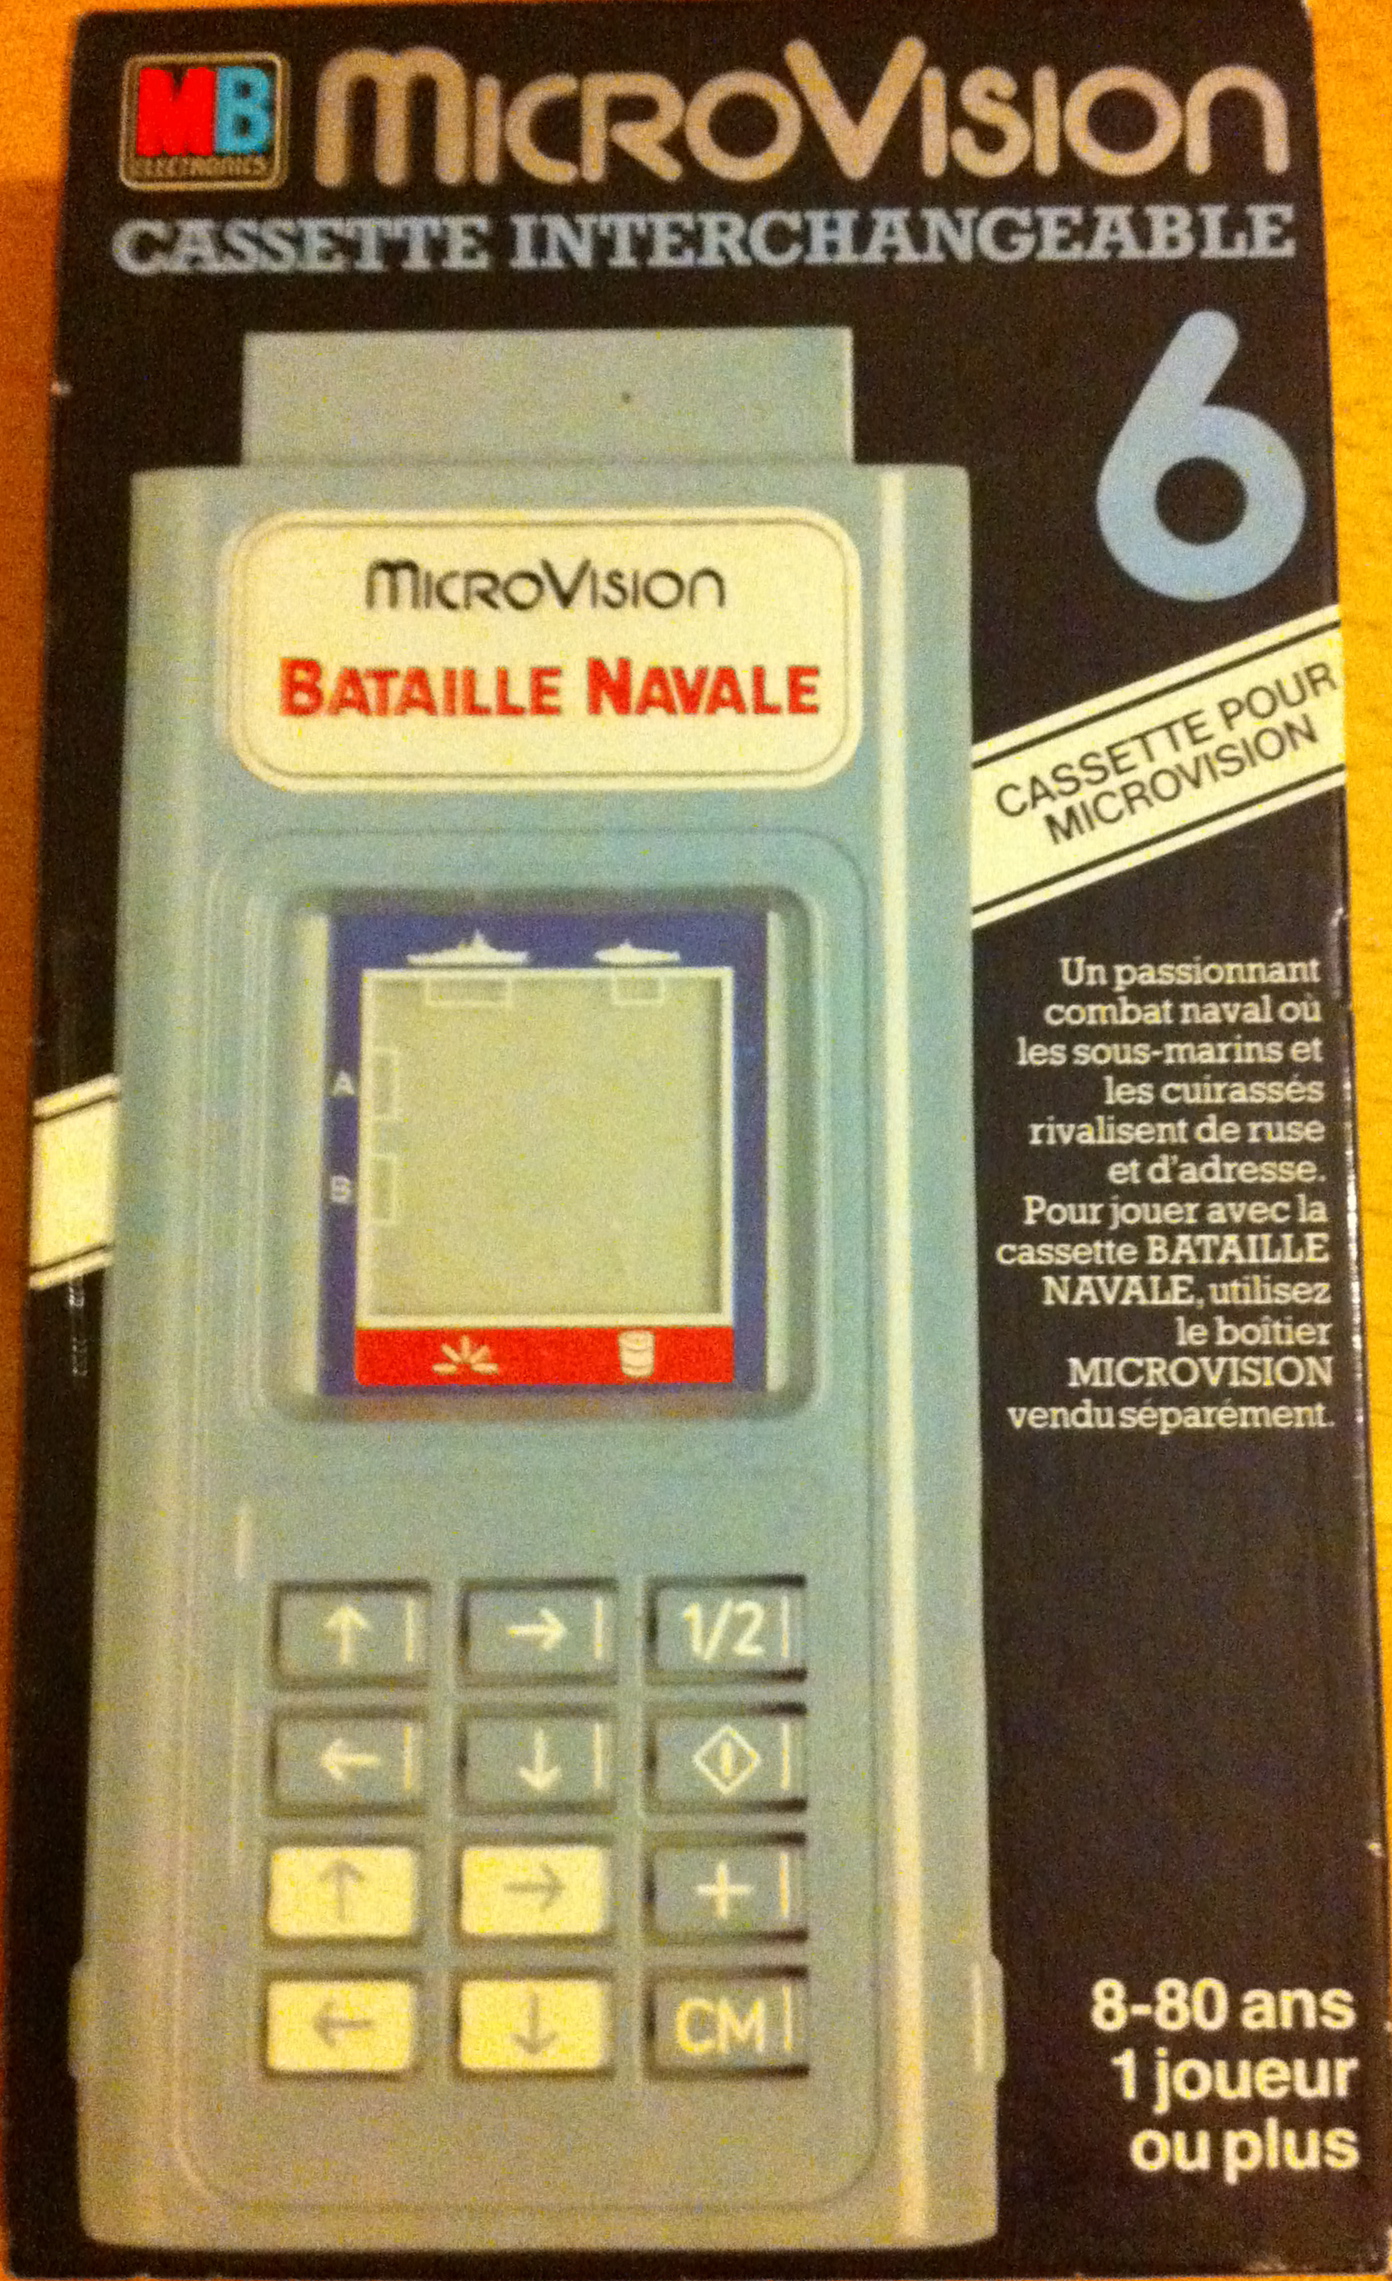 MB
ELECTRONICS
MICROVISION
CASSETTE INTERCHANGEABLE
6
MICROVISION
BATAILLE NAVALE
CASSETTE POUR
MICROVISION
A
B
Un passionnant
combat naval où
les sous-marins et
les cuirassés
rivalisent de ruse
et d'adresse.
Pour jouer avec la
cassette BATAILLE
NAVALE, utilisez
le boîtier
MICROVISION
vendu séparément.
↑ → 1/2
← ↓
↑ → +
← ↓ CM
8-80 ans
1 joueur
ou plus